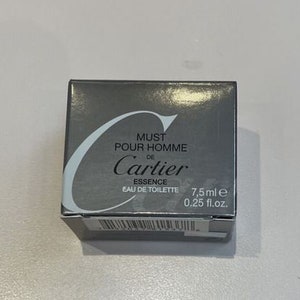 MUST
POUR HOMME
DE
Cartier
ESSENCE
EAU DE TOILETTE
7,5 ml e
0.25 fl.oz.